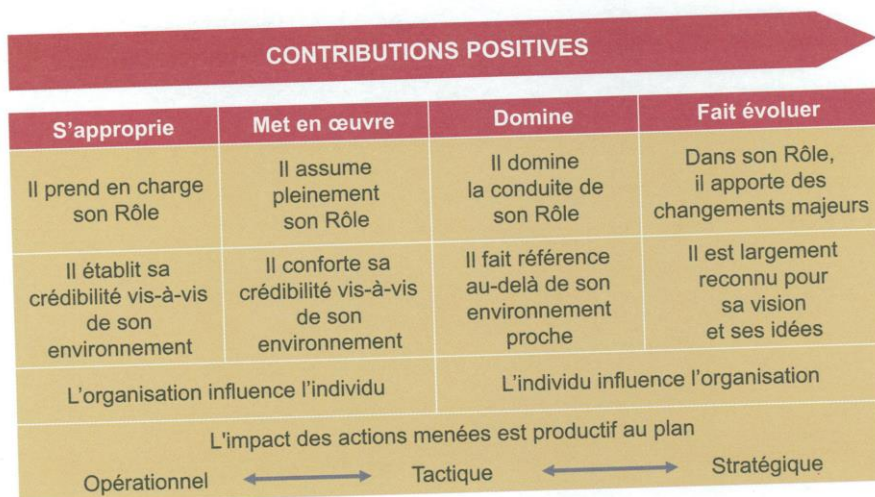 CONTRIBUTIONS POSITIVES
S'approprie
Met en œuvre
Domine
Fait évoluer
Il prend en charge
son Rôle
Il assume
pleinement
son Rôle
Il domine
la conduite de
son Rôle
Dans son Rôle,
il apporte des
changements majeurs
Il établit sa
crédibilité vis-à-vis
de son
environnement
Il conforte sa
crédibilité vis-à-vis
de son
environnement
Il fait référence
au-delà de son
environnement
proche
Il est largement
reconnu pour
sa vision
et ses idées
L'organisation influence l'individu
L'individu influence l'organisation
L'impact des actions menées est productif au plan
Opérationnel
Tactique
Stratégique